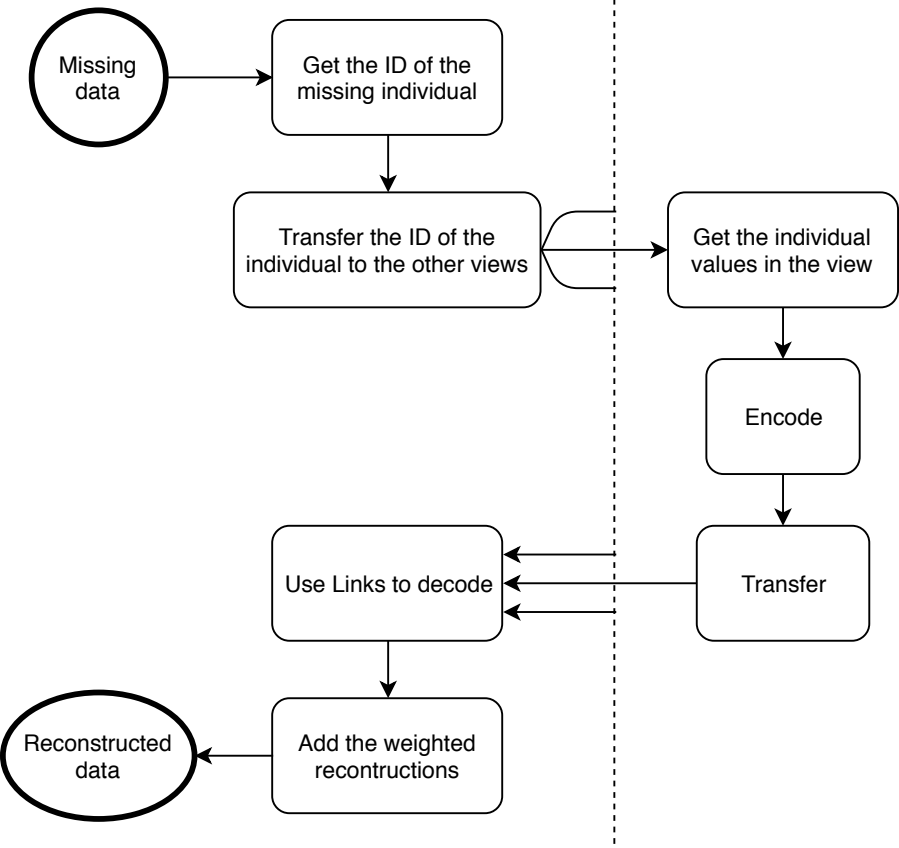 Missing
data
Get the ID of the
missing individual
Transfer the ID of the
individual to the other views
Get the individual
values in the view
Encode
Transfer
Use Links to decode
Add the weighted
recontructions
Reconstructed
data